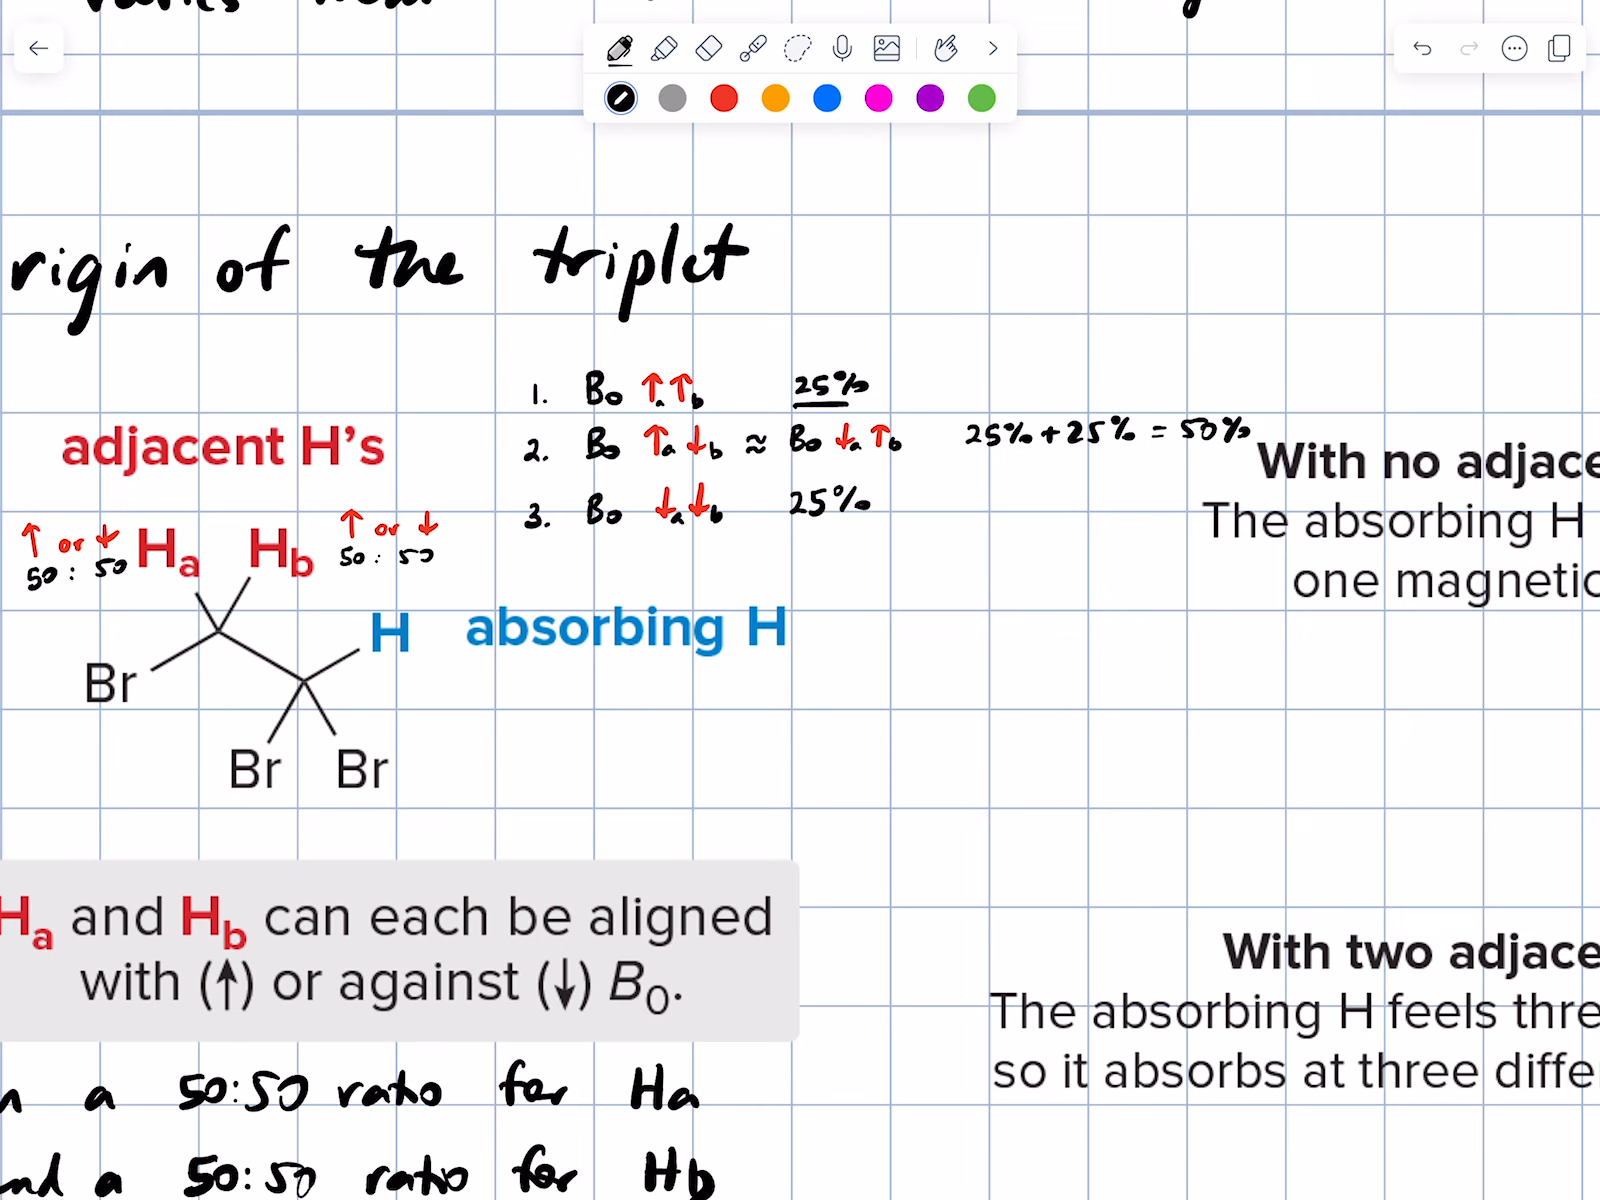 rigin of the triplet
1. B₀ ↑a ↑b 25%
2. B₀ ↑a ↓b ≈ B₀ ↓a ↑b 25% + 25% = 50%
3. B₀ ↓a ↓b 25%
adjacent H's
↑ or ↓ Ha Hb ↑ or ↓
50 : 50 50 : 50
H absorbing H
Br
Br Br
With no adjace
The absorbing H
one magnetic
Ha and Hb can each be aligned
with (↑) or against (↓) B₀.
With two adjace
The absorbing H feels thre
so it absorbs at three diffe
a 50:50 ratio for Ha
nd a 50:50 ratio for Hb